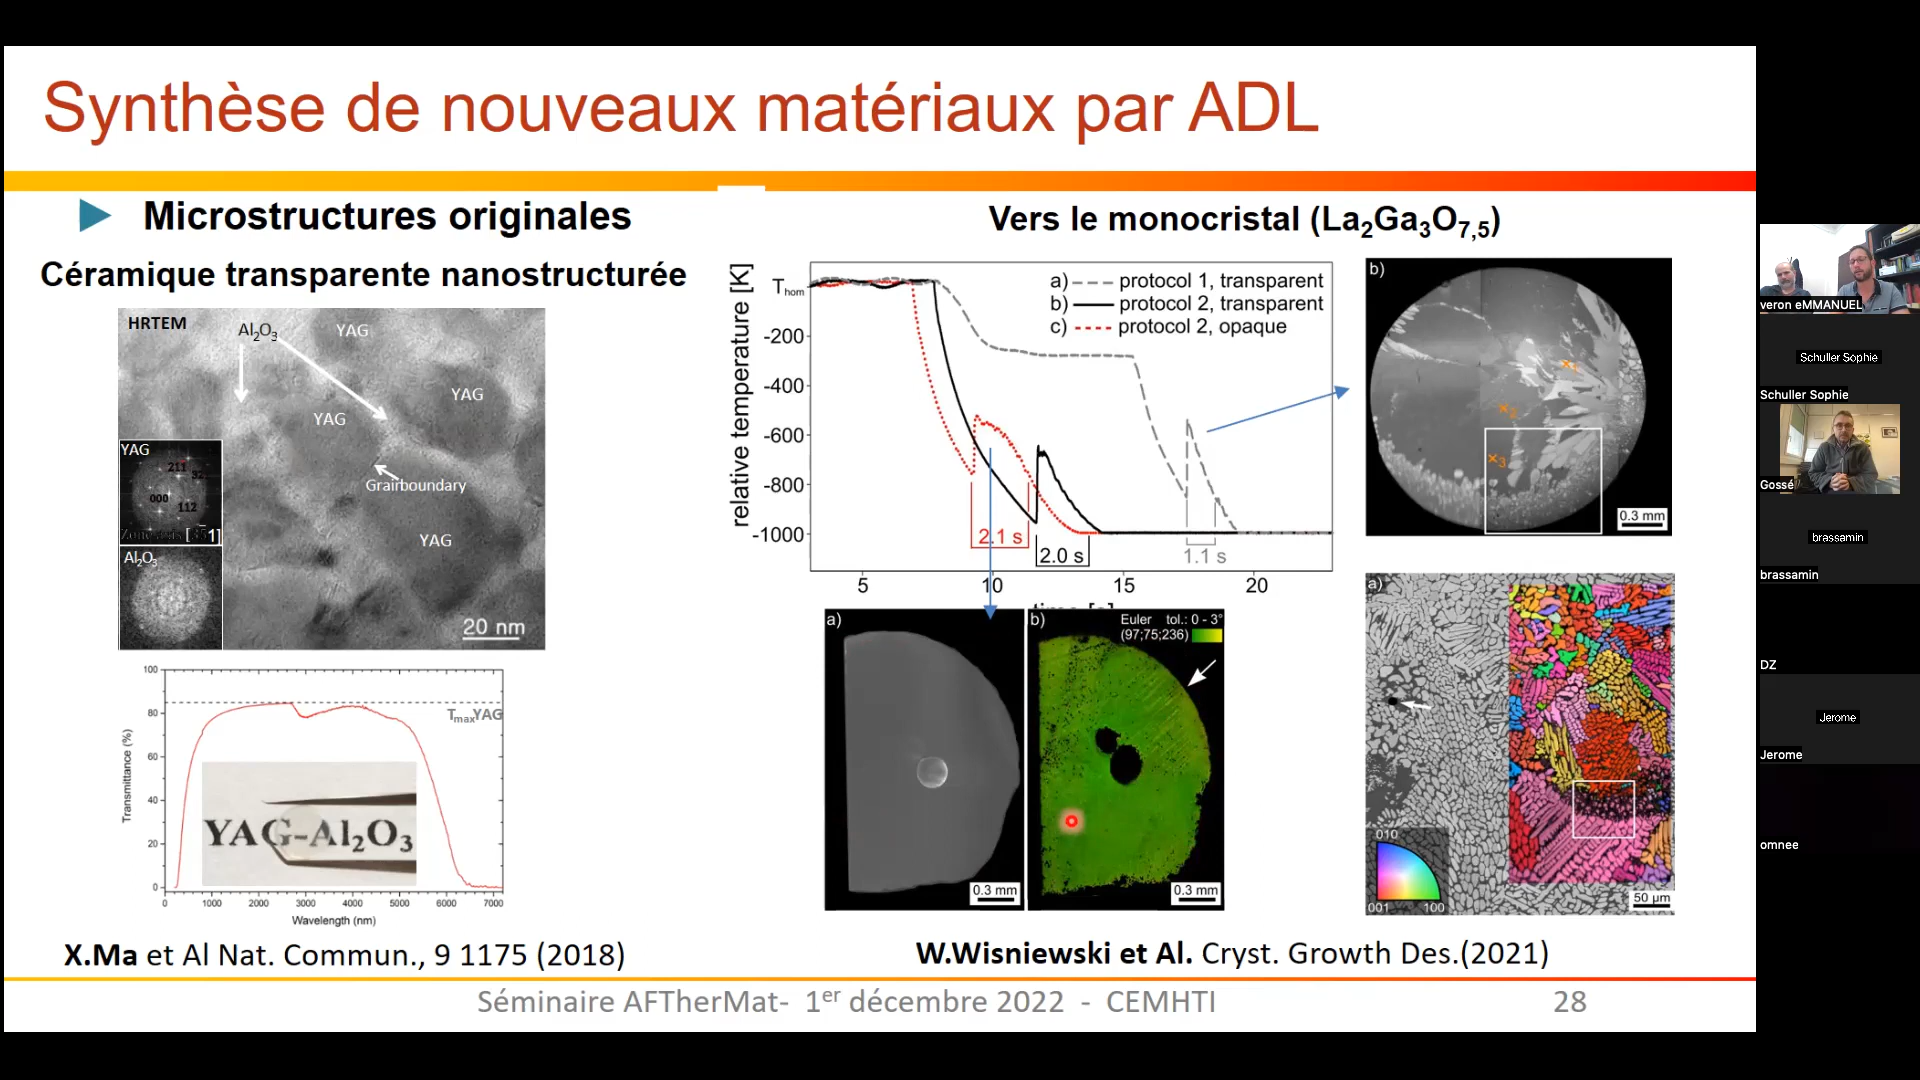 Synthèse de nouveaux matériaux par ADL
Microstructures originales
Céramique transparente nanostructurée
HRTEM
Al₂O₃
YAG
YAG
YAG
YAG
Grainboundary
YAG
211
000
112
Al₂O₃
20 nm
100
80
60
40
20
0
Transmittance (%)
TmaxYAG
YAG-Al₂O₃
0 1000 2000 3000 4000 5000 6000 7000
Wavelength (nm)
X.Ma et Al Nat. Commun., 9 1175 (2018)
Vers le monocristal (La₂Ga₃O₇,₅)
relative temperature [K]
Thom
-200
-400
-600
-800
-1000
a) protocol 1, transparent
b) protocol 2, transparent
c) protocol 2, opaque
2.1 s
2.0 s
1.1 s
5 10 15 20
b)
×1
×2
×3
0.3 mm
a)
0.3 mm
b)
Euler tol.: 0 - 3°
(97;75;236)
0.3 mm
a)
010
001 100
50 µm
W.Wisniewski et Al. Cryst. Growth Des.(2021)
Séminaire AFTherMat- 1er décembre 2022 - CEMHTI
28
veron eMMANUEL
Schuller Sophie
Schuller Sophie
Gossé
brassamin
brassamin
DZ
Jerome
Jerome
omnee